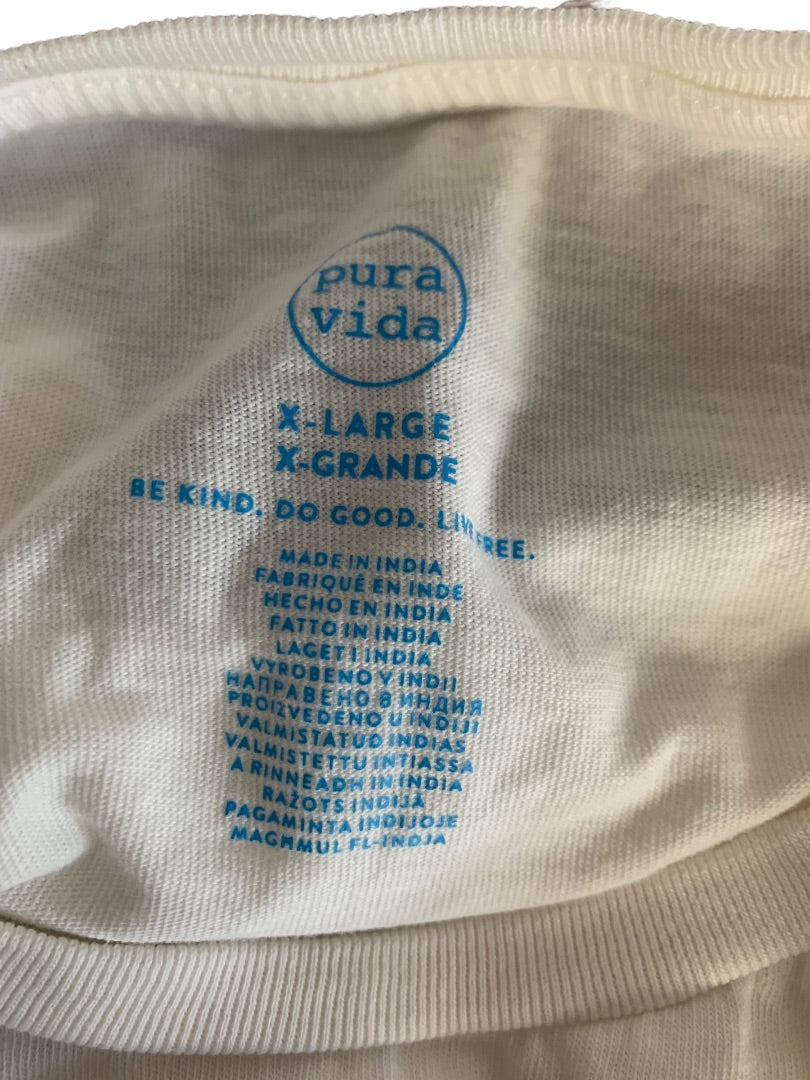 pura
vida
X-LARGE
X-GRANDE
BE KIND. DO GOOD. LIVE FREE.
MADE IN INDIA
FABRIQUÉ EN INDE
HECHO EN INDIA
FATTO IN INDIA
LAGET I INDIA
VYROBENO V INDII
НАПРАВЕНО В ИНДИЯ
PROIZVEDENO U INDIJI
VALMISTATUD INDIAS
VALMISTETTU INTIASSA
A RINNEADH IN INDIA
RAŽOTS INDIJĀ
PAGAMINTA INDIJOJE
MAGĦMUL FL-INDJA